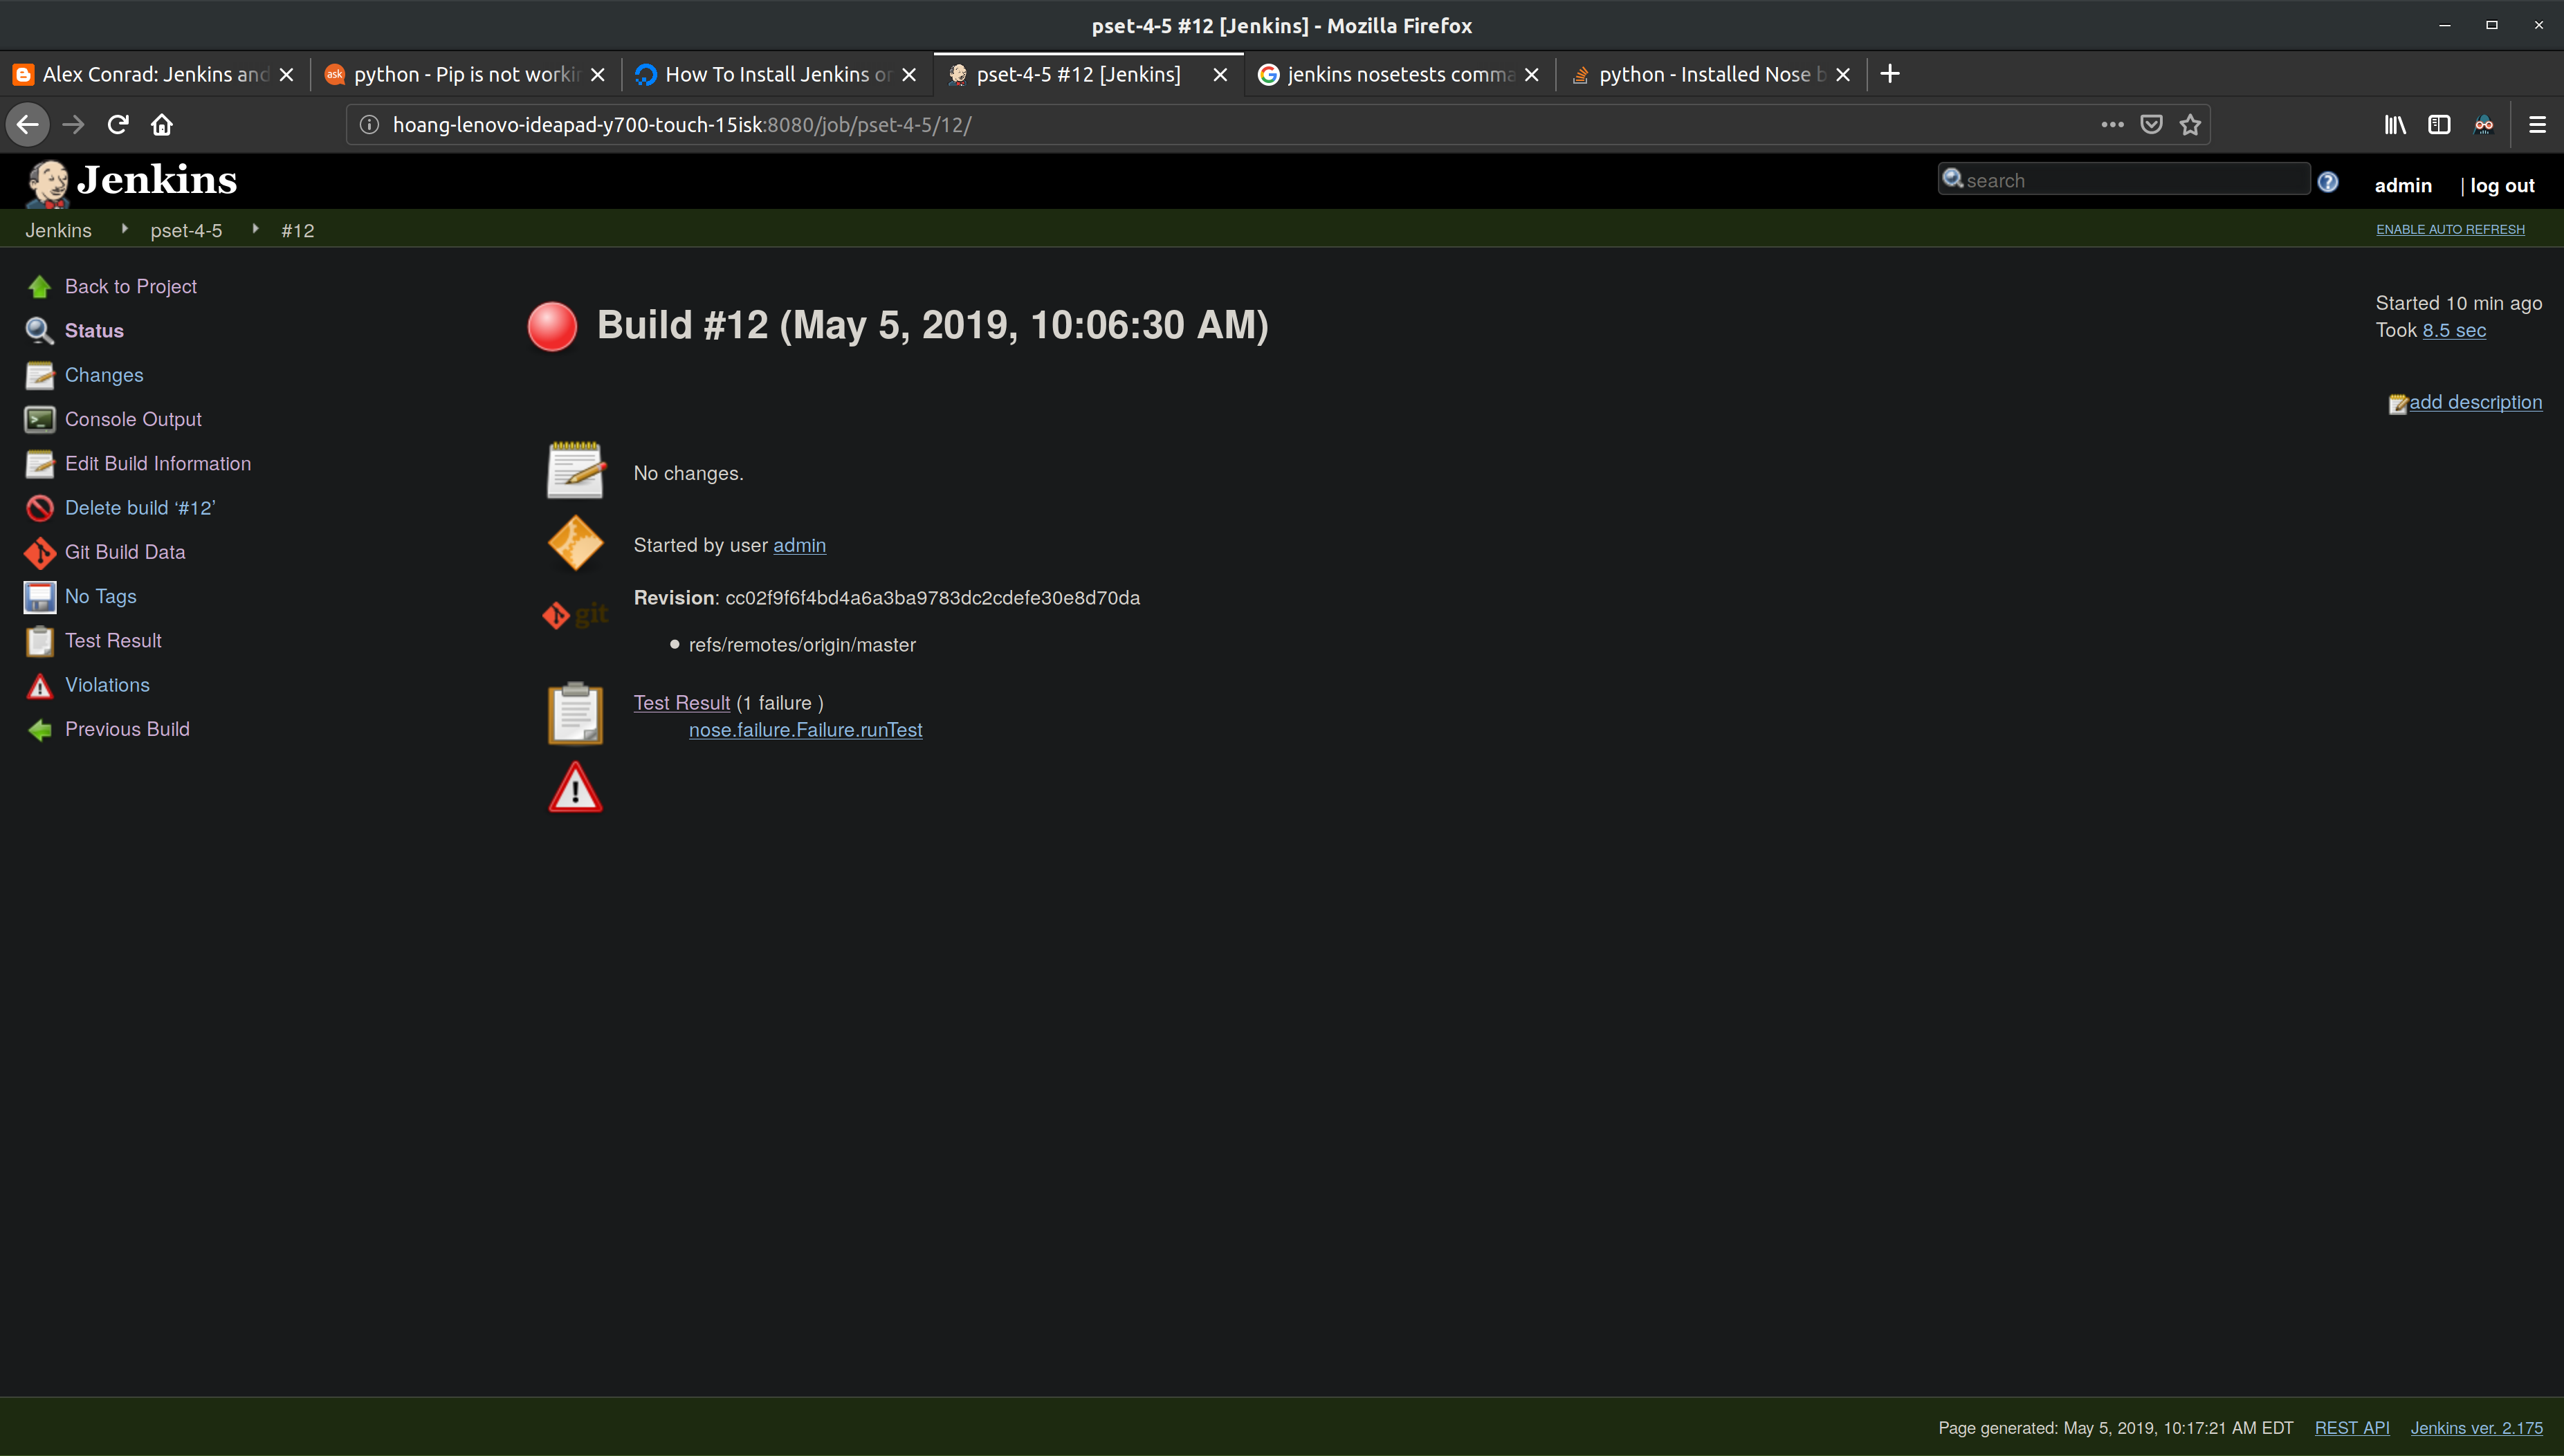 pset-4-5 #12 [Jenkins] - Mozilla Firefox
Alex Conrad: Jenkins and
ask python - Pip is not workin
How To Install Jenkins or
pset-4-5 #12 [Jenkins]
jenkins nosetests comma
python - Installed Nose b
hoang-lenovo-ideapad-y700-touch-15isk:8080/job/pset-4-5/12/
Jenkins
search
admin | log out
Jenkins pset-4-5 #12
ENABLE AUTO REFRESH
Back to Project
Status
Changes
Console Output
Edit Build Information
Delete build ‘#12’
Git Build Data
No Tags
Test Result
Violations
Previous Build
Build #12 (May 5, 2019, 10:06:30 AM)
Started 10 min ago
Took 8.5 sec
add description
No changes.
Started by user admin
git
Revision: cc02f9f6f4bd4a6a3ba9783dc2cdefe30e8d70da
refs/remotes/origin/master
Test Result (1 failure )
nose.failure.Failure.runTest
Page generated: May 5, 2019, 10:17:21 AM EDT REST API Jenkins ver. 2.175